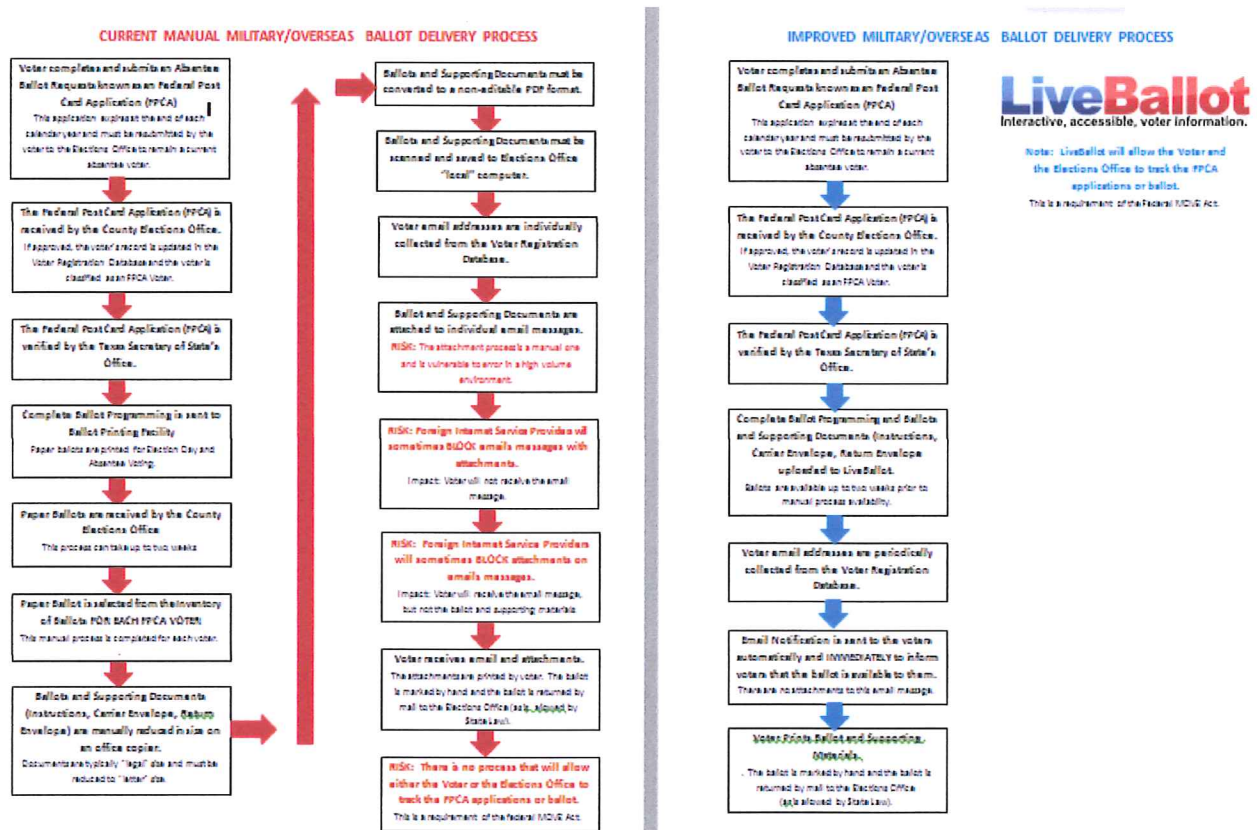 CURRENT MANUAL MILITARY/OVERSEAS BALLOT DELIVERY PROCESS
Voter completes and submits an Absentee
Ballot Requests known as an Federal Post
Card Application (FPCA)
This application expires at the end of each
calendar year and must be resubmitted by the
voter to the Elections Office to remain a current
absentee voter.
The Federal Post Card Application (FPCA) is
received by the County Elections Office.
If approved, the voter's record is updated in the
Voter Registration Database and the voter is
classified as an FPCA Voter.
The Federal Post Card Application (FPCA) is
verified by the Texas Secretary of State's
Office.
Complete Ballot Programming is sent to
Ballot Printing Facility
Paper ballots are printed for Election Day and
Absentee Voting.
Paper Ballots are received by the County
Elections Office
This process can take up to two weeks
Paper Ballot is selected from the Inventory
of Ballots FOR EACH FPCA VOTER
This manual process is completed for each voter.
.
Ballots and Supporting Documents
(Instructions, Carrier Envelope, Return
Envelope) are manually reduced in size on
an office copier.
Documents are typically "legal" size and must be
reduced to "letter" size.
Ballots and Supporting Documents must be
converted to a non-editable PDF format.
Ballots and Supporting Documents must be
scanned and saved to Elections Office
"local" computer.
Voter email addresses are individually
collected from the Voter Registration
Database.
Ballot and Supporting Documents are
attached to individual email messages.
RISK: The attachment process is a manual one
and is vulnerable to error in a high volume
environment.
RISK: Foreign Internet Service Provides will
sometimes BLOCK emails messages with
attachments.
Impact: Voter will not receive the email
message.
RISK: Foreign Internet Service Providers
will sometimes BLOCK attachments on
emails messages.
Impact: Voter will receive the email message,
but not the ballot and supporting materials
Voter receives email and attachments.
The attachments are printed by voter. The ballot
is marked by hand and the ballot is returned by
mail to the Elections Office (as is allowed by
State Law).
RISK: There is no process that will allow
either the Voter or the Elections Office to
track the FPCA applications or ballot.
This is a requirement of the federal MOVE Act.
IMPROVED MILITARY/OVERSEAS BALLOT DELIVERY PROCESS
Voter completes and submits an Absentee
Ballot Requests known as an Federal Post
Card Application (FPCA)
This application expires at the end of each
calendar year and must be resubmitted by the
voter to the Elections Office to remain a current
absentee voter.
The Federal Post Card Application (FPCA) is
received by the County Elections Office.
If approved, the voter's record is updated in the
Voter Registration Database and the voter is
classified as an FPCA Voter.
The Federal Post Card Application (FPCA) is
verified by the Texas Secretary of State's
Office.
Complete Ballot Programming and Ballots
and Supporting Documents (Instructions,
Carrier Envelope, Return Envelope
uploaded to LiveBallot.
Ballots are available up to two weeks prior to
manual process availability.
Voter email addresses are periodically
collected from the Voter Registration
Database.
Email Notification is sent to the voters
automatically and IMMEDIATELY to inform
voters that the ballot is available to them.
There are no attachments to this email message.
Voter Prints Ballot and Supporting
Materials.
. The ballot is marked by hand and the ballot is
returned by mail to the Elections Office
(as is allowed by State Law).
LiveBallot
Interactive, accessible, voter information.
Note: LiveBallot will allow the Voter and
the Elections Office to track the FPCA
applications or ballot.
This is a requirement of the Federal MOVE Act.